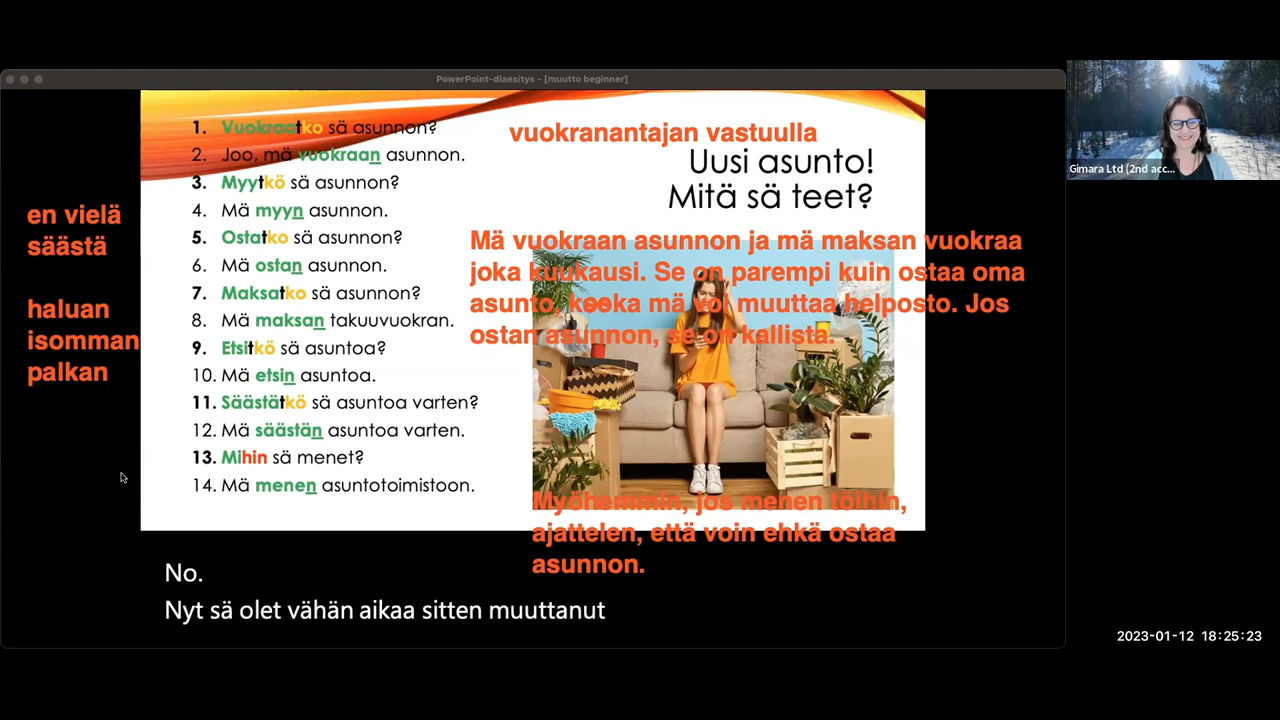 PowerPoint-diaesitys - [muutto beginner]
1. Vuokraatko sä asunnon?
2. Joo, mä vuokraan asunnon.
3. Myytkö sä asunnon?
4. Mä myyn asunnon.
5. Ostatko sä asunnon?
6. Mä ostan asunnon.
7. Maksatko sä asunnon?
8. Mä maksan takuuvuokran.
9. Etsitkö sä asuntoa?
10. Mä etsin asuntoa.
11. Säästätkö sä asuntoa varten?
12. Mä säästän asuntoa varten.
13. Mihin sä menet?
14. Mä menen asuntotoimistoon.
vuokranantajan vastuulla
Uusi asunto!
Mitä sä teet?
en vielä
säästä
haluan
isomman
palkan
Mä vuokraan asunnon ja mä maksan vuokraa
joka kuukausi. Se on parempi kuin ostaa oma
asunto, koska mä voi muuttaa helposto. Jos
ostan asunnon, se on kallista.
Myöhemmin, jos menen töihin,
ajattelen, että voin ehkä ostaa
asunnon.
No.
Nyt sä olet vähän aikaa sitten muuttanut
Gimara Ltd (2nd acc...
2023-01-12 18:25:23